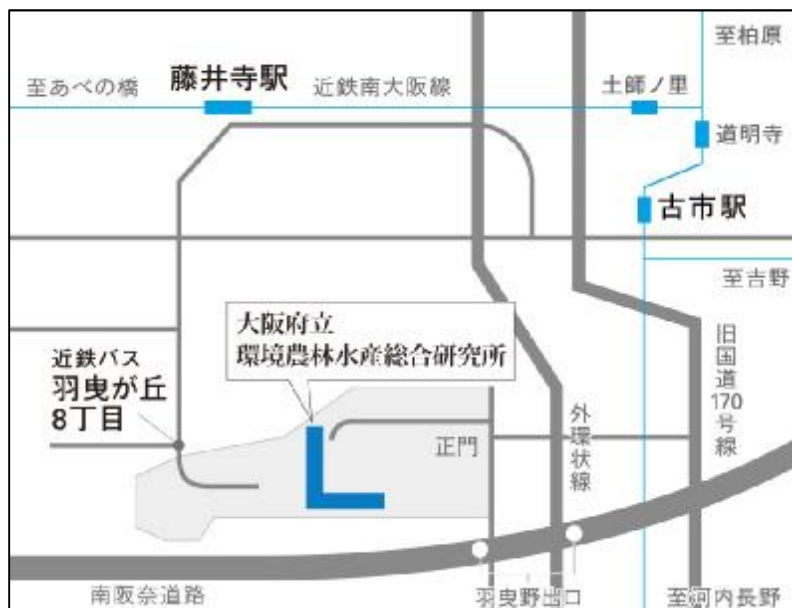 至柏原
藤井寺駅
至あべの橋
近鉄南大阪線
土師ノ里
道明寺
古市駅
至吉野
大阪府立
環境農林水産総合研究所
近鉄バス
羽曳が丘
8丁目
旧国道170号線
外環状線
正門
南阪奈道路
羽曳野出口
至河内長野